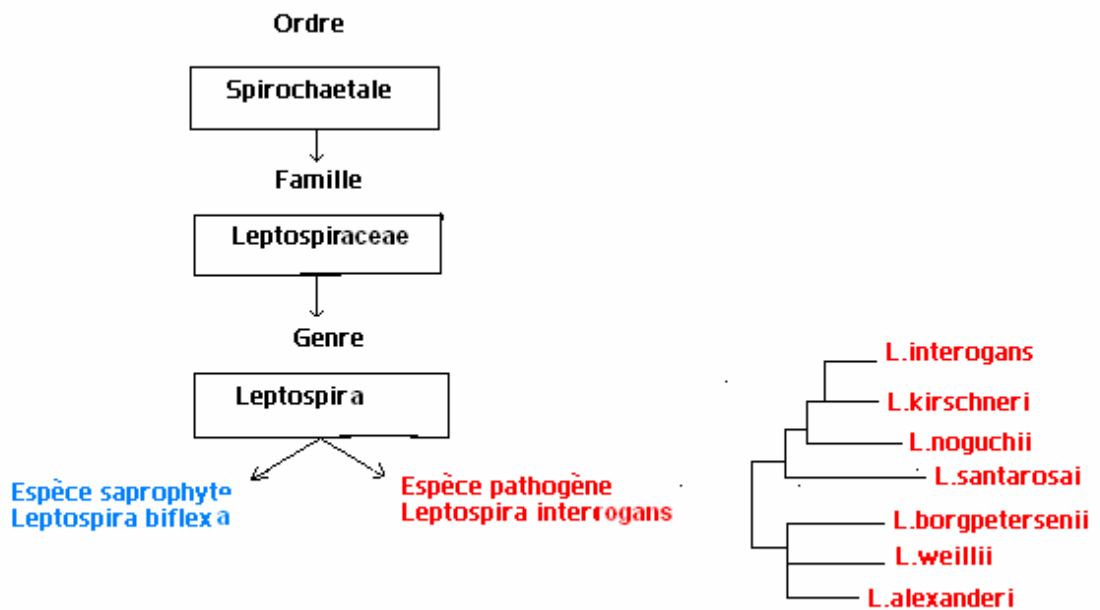 Ordre
Spirochaetale
Famille
Leptospiraceae
Genre
Leptospira
Espèce saprophyte
Leptospira biflexa
Espèce pathogène
Leptospira interrogans
L.interogans
L.kirschneri
L.noguchii
L.santarosai
L.borgpetersenii
L.weillii
L.alexanderi